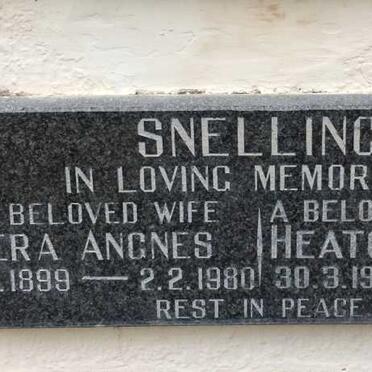 SNELLING
IN LOVING MEMOR
BELOVED WIFE A BELO
ERA ANGNES HEATO
.1899 — 2.2.1980 30.3.19
REST IN PEACE